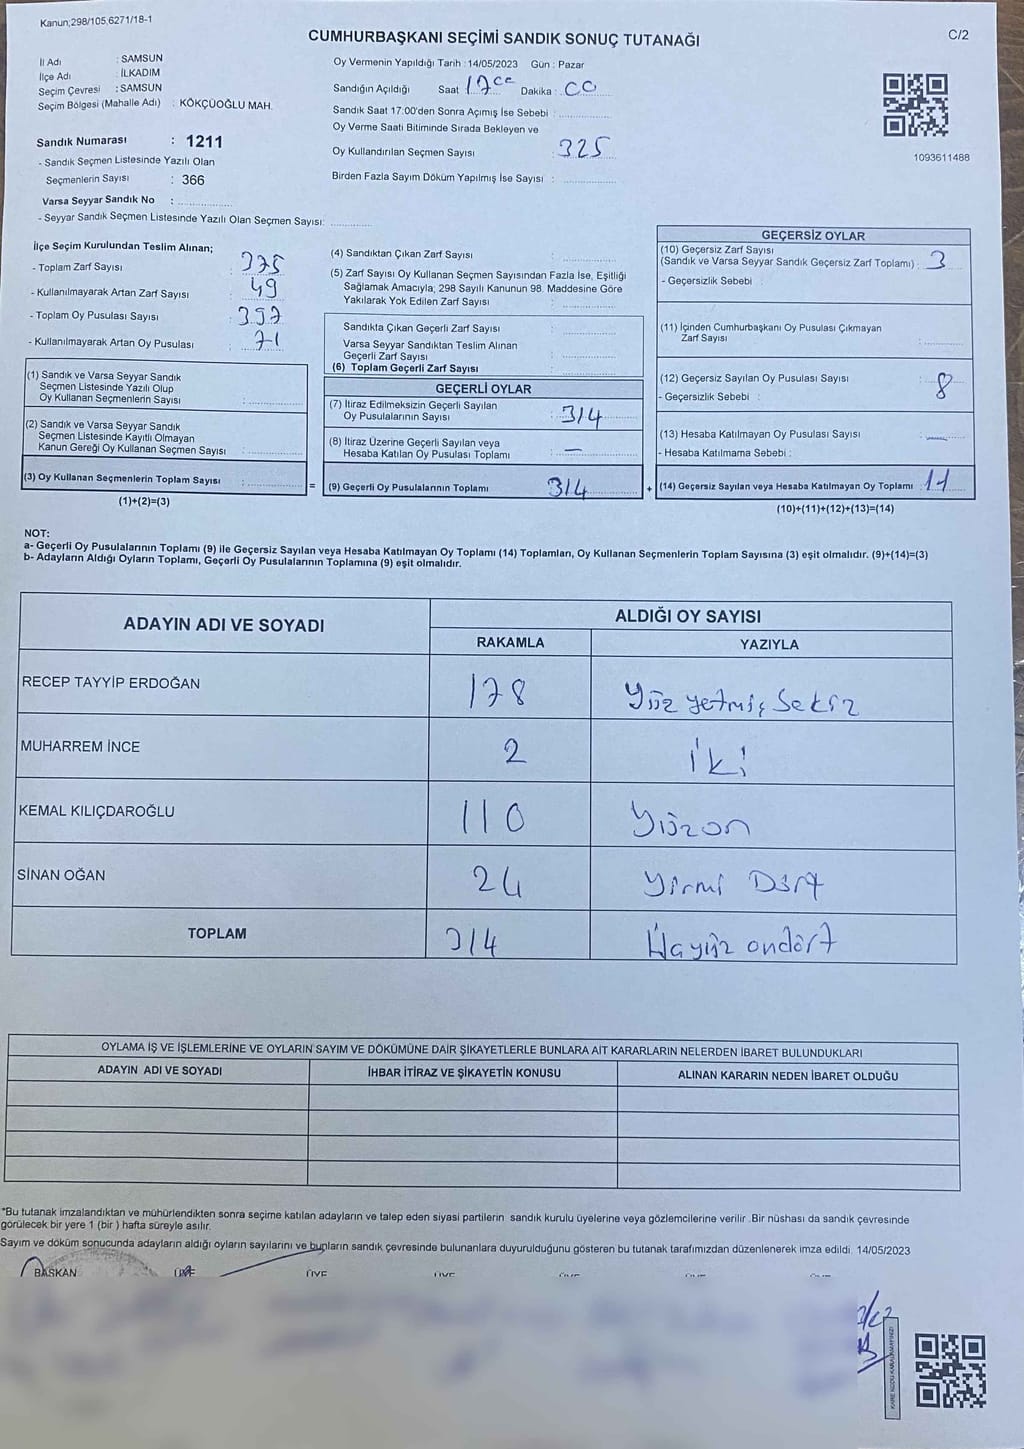 Kanun;298/105,6271/18-1
CUMHURBAŞKANI SEÇİMİ SANDIK SONUÇ TUTANAĞI
C/2
İl Adı : SAMSUN
İlçe Adı : İLKADIM
Seçim Çevresi : SAMSUN
Seçim Bölgesi (Mahalle Adı) : KÖKÇÜOĞLU MAH.
Sandık Numarası : 1211
- Sandık Seçmen Listesinde Yazılı Olan
Seçmenlerin Sayısı : 366
Varsa Seyyar Sandık No :
- Seyyar Sandık Seçmen Listesinde Yazılı Olan Seçmen Sayısı:
Oy Vermenin Yapıldığı Tarih : 14/05/2023 Gün : Pazar
Sandığın Açıldığı Saat 17 Dakika :
Sandık Saat 17:00'den Sonra Açımış İse Sebebi :
Oy Verme Saati Bitiminde Sırada Bekleyen ve
Oy Kullandırılan Seçmen Sayısı : 325
Birden Fazla Sayım Döküm Yapılmış İse Sayısı :
1093611488
İlçe Seçim Kurulundan Teslim Alınan;
- Toplam Zarf Sayısı : 375
- Kullanılmayarak Artan Zarf Sayısı : 49
- Toplam Oy Pusulası Sayısı : 397
- Kullanılmayarak Artan Oy Pusulası : 71
(1) Sandık ve Varsa Seyyar Sandık
Seçmen Listesinde Yazılı Olup
Oy Kullanan Seçmenlerin Sayısı :
(2) Sandık ve Varsa Seyyar Sandık
Seçmen Listesinde Kayıtlı Olmayan
Kanun Gereği Oy Kullanan Seçmen Sayısı :
(3) Oy Kullanan Seçmenlerin Toplam Sayısı :
(1)+(2)=(3)
(4) Sandıktan Çıkan Zarf Sayısı :
(5) Zarf Sayısı Oy Kullanan Seçmen Sayısından Fazla İse, Eşitliği
Sağlamak Amacıyla; 298 Sayılı Kanunun 98. Maddesine Göre
Yakılarak Yok Edilen Zarf Sayısı :
Sandıkta Çıkan Geçerli Zarf Sayısı :
Varsa Seyyar Sandıktan Teslim Alınan
Geçerli Zarf Sayısı :
(6) Toplam Geçerli Zarf Sayısı :
GEÇERLİ OYLAR
(7) İtiraz Edilmeksizin Geçerli Sayılan
Oy Pusulalarının Sayısı : 314
(8) İtiraz Üzerine Geçerli Sayılan veya
Hesaba Katılan Oy Pusulası Toplamı : —
= (9) Geçerli Oy Pusulalarının Toplamı 314
GEÇERSİZ OYLAR
(10) Geçersiz Zarf Sayısı
(Sandık ve Varsa Seyyar Sandık Geçersiz Zarf Toplamı) : 3
- Geçersizlik Sebebi :
(11) İçinden Cumhurbaşkanı Oy Pusulası Çıkmayan
Zarf Sayısı :
(12) Geçersiz Sayılan Oy Pusulası Sayısı : 8
- Geçersizlik Sebebi :
(13) Hesaba Katılmayan Oy Pusulası Sayısı : —
- Hesaba Katılmama Sebebi :
+ (14) Geçersiz Sayılan veya Hesaba Katılmayan Oy Toplamı : 11
(10)+(11)+(12)+(13)=(14)
NOT:
a- Geçerli Oy Pusulalarının Toplamı (9) ile Geçersiz Sayılan veya Hesaba Katılmayan Oy Toplamı (14) Toplamları, Oy Kullanan Seçmenlerin Toplam Sayısına (3) eşit olmalıdır. (9)+(14)=(3)
b- Adayların Aldığı Oyların Toplamı, Geçerli Oy Pusulalarının Toplamına (9) eşit olmalıdır.
ADAYIN ADI VE SOYADI
ALDIĞI OY SAYISI
RAKAMLA YAZIYLA
RECEP TAYYİP ERDOĞAN 178 Yüz yetmiş Sekiz
MUHARREM İNCE 2 İki
KEMAL KILIÇDAROĞLU 110 Yüzon
SİNAN OĞAN 24 Yirmi Dört
TOPLAM 314 ondört
OYLAMA İŞ VE İŞLEMLERİNE VE OYLARIN SAYIM VE DÖKÜMÜNE DAİR ŞİKAYETLERLE BUNLARA AİT KARARLARIN NELERDEN İBARET BULUNDUKLARI
ADAYIN ADI VE SOYADI İHBAR İTİRAZ VE ŞİKAYETİN KONUSU ALINAN KARARIN NEDEN İBARET OLDUĞU
*Bu tutanak imzalandıktan ve mühürlendikten sonra seçime katılan adayların ve talep eden siyasi partilerin sandık kurulu üyelerine veya gözlemcilerine verilir .Bir nüshası da sandık çevresinde
görülecek bir yere 1 (bir ) hafta süreyle asılır.
Sayım ve döküm sonucunda adayların aldığı oyların sayılarını ve bunların sandık çevresinde bulunanlara duyurulduğunu gösteren bu tutanak tarafımızdan düzenlenerek imza edildi. 14/05/2023
BAŞKAN ÜYE ÜYE ÜYE ÜYE ÜYE ÜYE